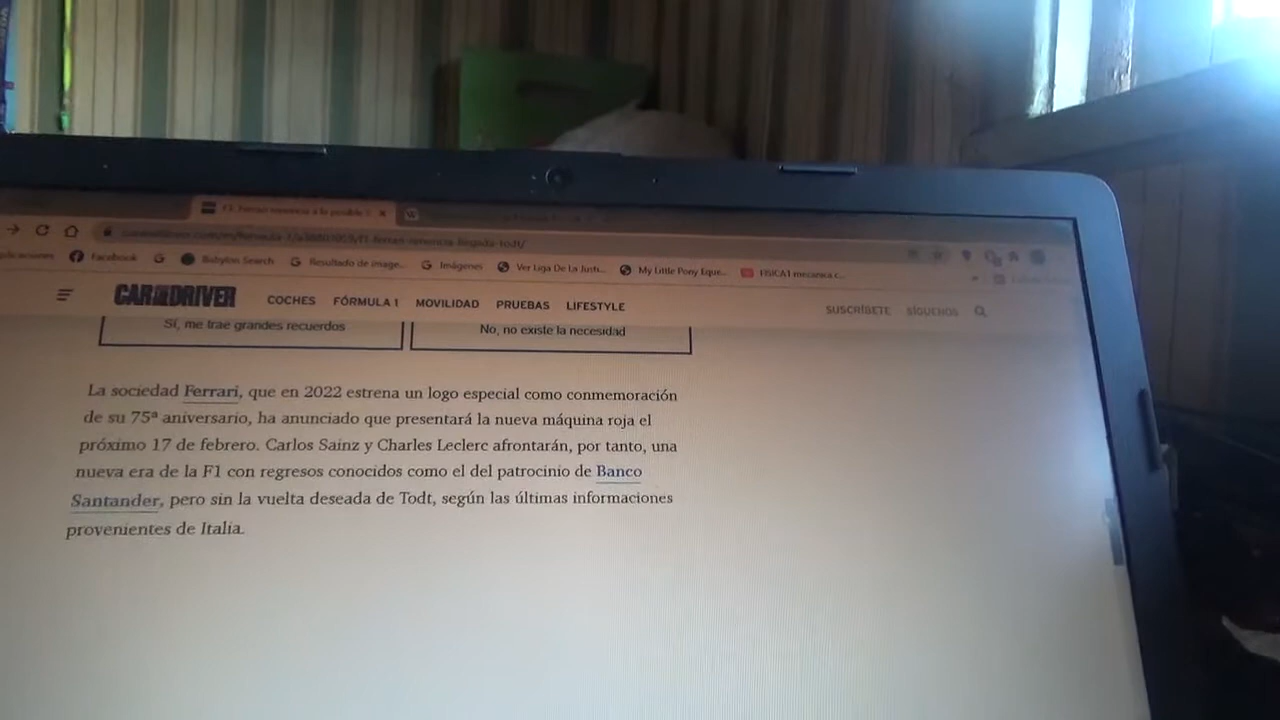 Facebook G Babylon Search G Resultado de image... G Imágenes Ver Liga De La Justi... My Little Pony Eque... FISICA1 mecanica c...
CAR AND DRIVER COCHES FÓRMULA 1 MOVILIDAD PRUEBAS LIFESTYLE SUSCRÍBETE SÍGUENOS
Sí, me trae grandes recuerdos No, no existe la necesidad
La sociedad Ferrari, que en 2022 estrena un logo especial como conmemoración
de su 75ª aniversario, ha anunciado que presentará la nueva máquina roja el
próximo 17 de febrero. Carlos Sainz y Charles Leclerc afrontarán, por tanto, una
nueva era de la F1 con regresos conocidos como el del patrocinio de Banco
Santander, pero sin la vuelta deseada de Todt, según las últimas informaciones
provenientes de Italia.